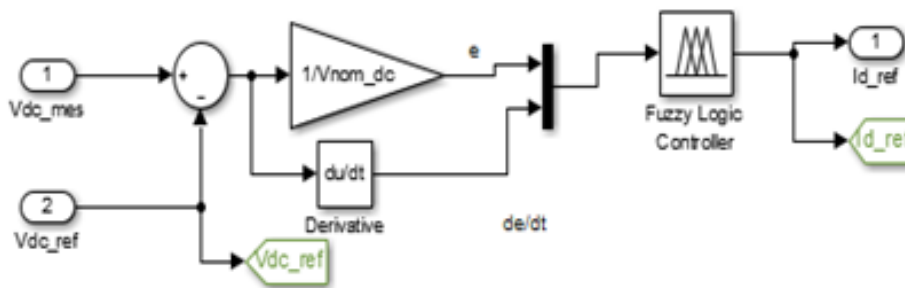 1
Vdc_mes
2
Vdc_ref
+
-
1/Vnom_dc
e
du/dt
Derivative
de/dt
Vdc_ref
Fuzzy Logic
Controller
1
Id_ref
Id_ref